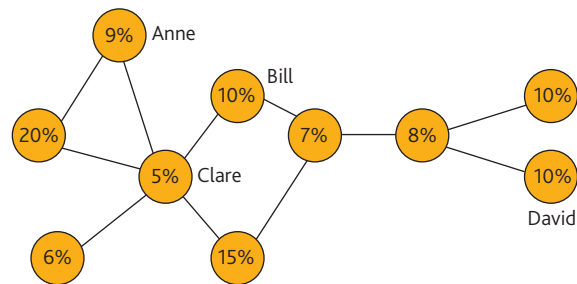 9% Anne
Bill
10% 10%
20% 7% 8%
5% Clare
10%
David
6% 15%